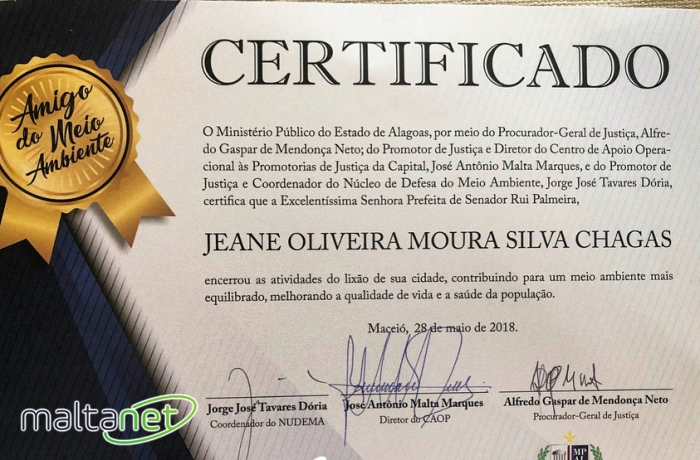 CERTIFICADO
Amigo
do Meio
Ambiente
O Ministério Público do Estado de Alagoas, por meio do Procurador-Geral de Justiça, Alfre-
do Gaspar de Mendonça Neto; do Promotor de Justiça e Diretor do Centro de Apoio Opera-
cional às Promotorias de Justiça da Capital, José Antônio Malta Marques, e do Promotor de
Justiça e Coordenador do Núcleo de Defesa do Meio Ambiente, Jorge José Tavares Dória,
certifica que a Excelentíssima Senhora Prefeita de Senador Rui Palmeira,
JEANE OLIVEIRA MOURA SILVA CHAGAS
encerrou as atividades do lixão de sua cidade, contribuindo para um meio ambiente mais
equilibrado, melhorando a qualidade de vida e a saúde da população.
Maceió, 28 de maio de 2018.
Jorge José Tavares Dória
Coordenador do NUDEMA
José Antônio Malta Marques
Diretor do CAOP
Alfredo Gaspar de Mendonça Neto
Procurador-Geral de Justiça
maltanet
MP